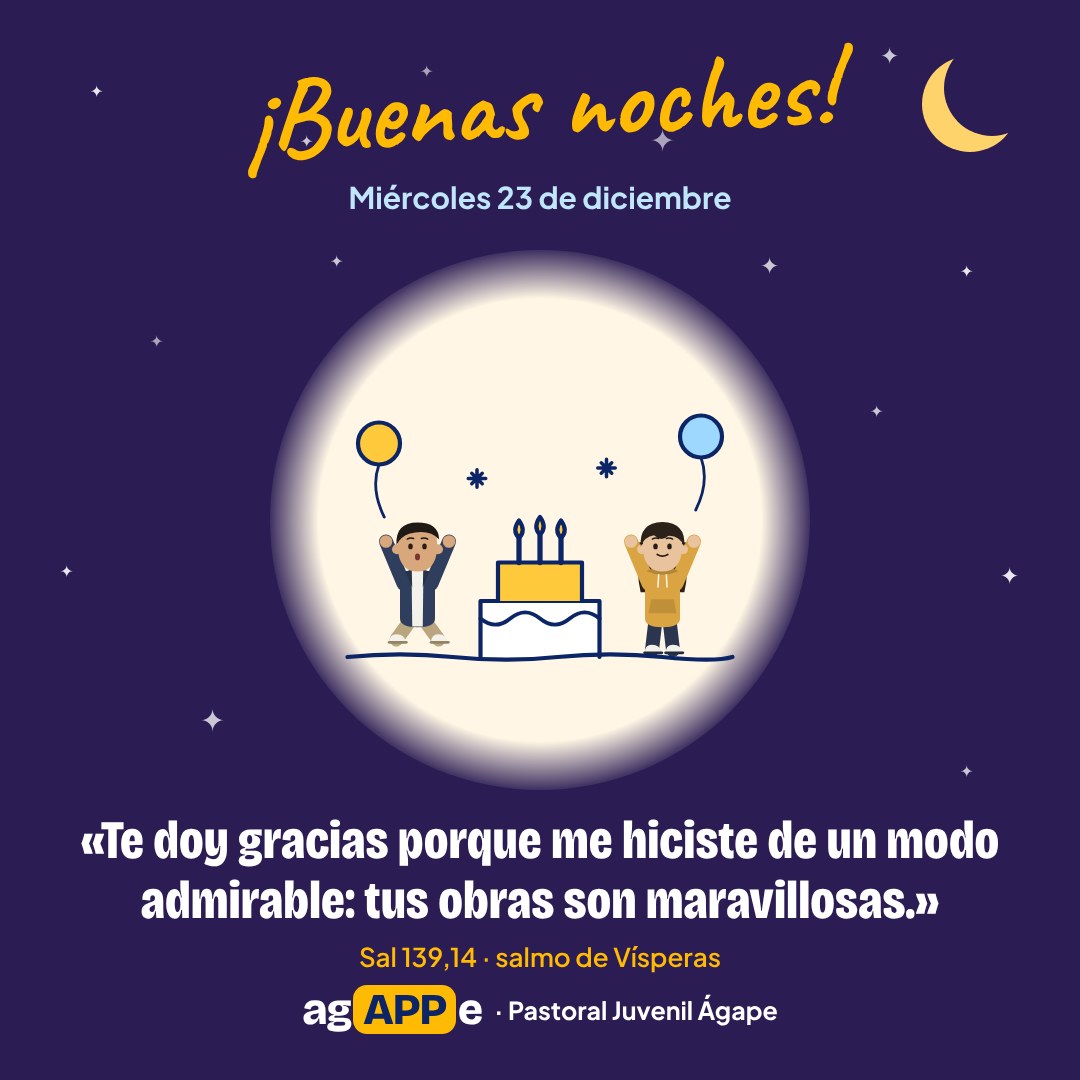 ¡Buenas noches!
Miércoles 23 de diciembre
«Te doy gracias porque me hiciste de un modo
admirable: tus obras son maravillosas.»
Sal 139,14 · salmo de Vísperas
agAPPe · Pastoral Juvenil Ágape